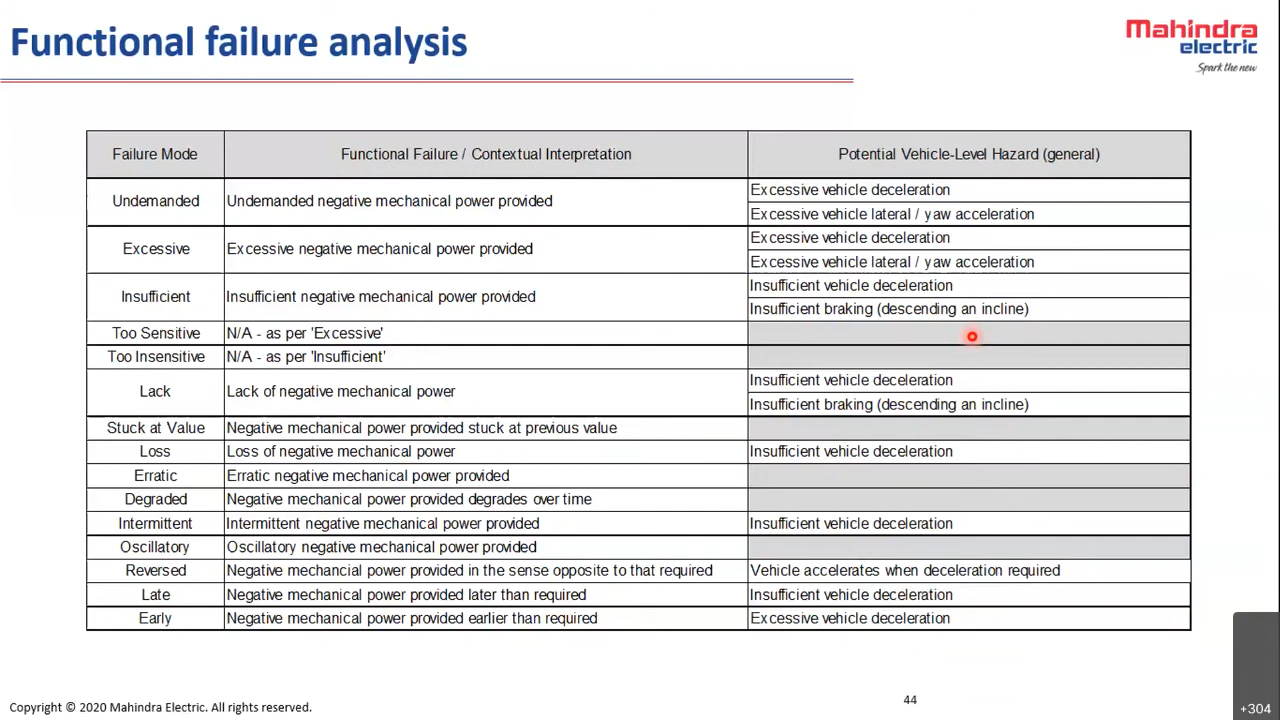 Functional failure analysis
Mahindra
electric
Spark the new
Failure Mode Functional Failure / Contextual Interpretation Potential Vehicle-Level Hazard (general)
Undemanded Undemanded negative mechanical power provided Excessive vehicle deceleration
Excessive vehicle lateral / yaw acceleration
Excessive Excessive negative mechanical power provided Excessive vehicle deceleration
Excessive vehicle lateral / yaw acceleration
Insufficient Insufficient negative mechanical power provided Insufficient vehicle deceleration
Insufficient braking (descending an incline)
Too Sensitive N/A - as per 'Excessive'
Too Insensitive N/A - as per 'Insufficient'
Lack Lack of negative mechanical power Insufficient vehicle deceleration
Insufficient braking (descending an incline)
Stuck at Value Negative mechanical power provided stuck at previous value
Loss Loss of negative mechanical power Insufficient vehicle deceleration
Erratic Erratic negative mechanical power provided
Degraded Negative mechanical power provided degrades over time
Intermittent Intermittent negative mechanical power provided Insufficient vehicle deceleration
Oscillatory Oscillatory negative mechanical power provided
Reversed Negative mechancial power provided in the sense opposite to that required Vehicle accelerates when deceleration required
Late Negative mechanical power provided later than required Insufficient vehicle deceleration
Early Negative mechanical power provided earlier than required Excessive vehicle deceleration
Copyright © 2020 Mahindra Electric. All rights reserved. 44
+304